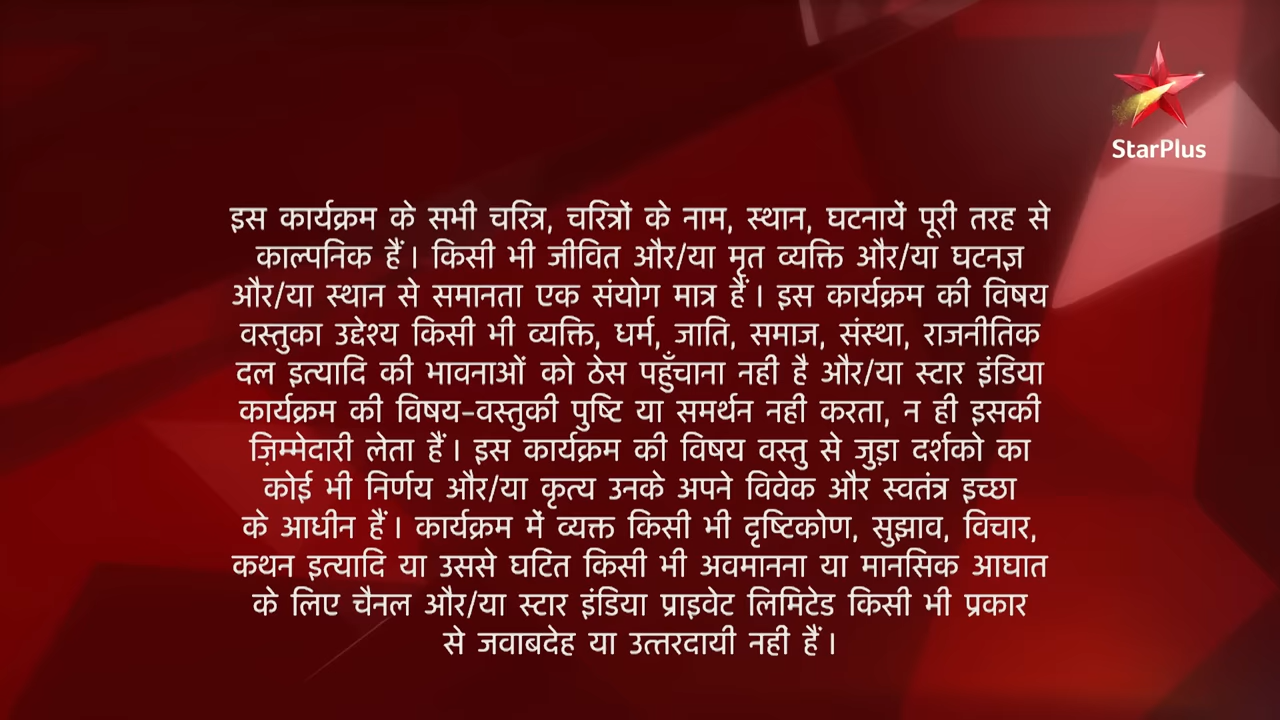 StarPlus
इस कार्यक्रम के सभी चरित्र, चरित्रों के नाम, स्थान, घटनायें पूरी तरह से
काल्पनिक हैं। किसी भी जीवित और/या मृत व्यक्ति और/या घटनज्ञ
और/या स्थान से समानता एक संयोग मात्र हैं। इस कार्यक्रम की विषय
वस्तुका उद्देश्य किसी भी व्यक्ति, धर्म, जाति, समाज, संस्था, राजनीतिक
दल इत्यादि की भावनाओं को ठेस पहुँचाना नही है और/या स्टार इंडिया
कार्यक्रम की विषय-वस्तुकी पुष्टि या समर्थन नही करता, न ही इसकी
ज़िम्मेदारी लेता हैं। इस कार्यक्रम की विषय वस्तु से जुड़ा दर्शको का
कोई भी निर्णय और/या कृत्य उनके अपने विवेक और स्वतंत्र इच्छा
के आधीन हैं। कार्यक्रम में व्यक्त किसी भी दृष्टिकोण, सुझाव, विचार,
कथन इत्यादि या उससे घटित किसी भी अवमानना या मानसिक आघात
के लिए चैनल और/या स्टार इंडिया प्राइवेट लिमिटेड किसी भी प्रकार
से जवाबदेह या उत्तरदायी नही हैं।